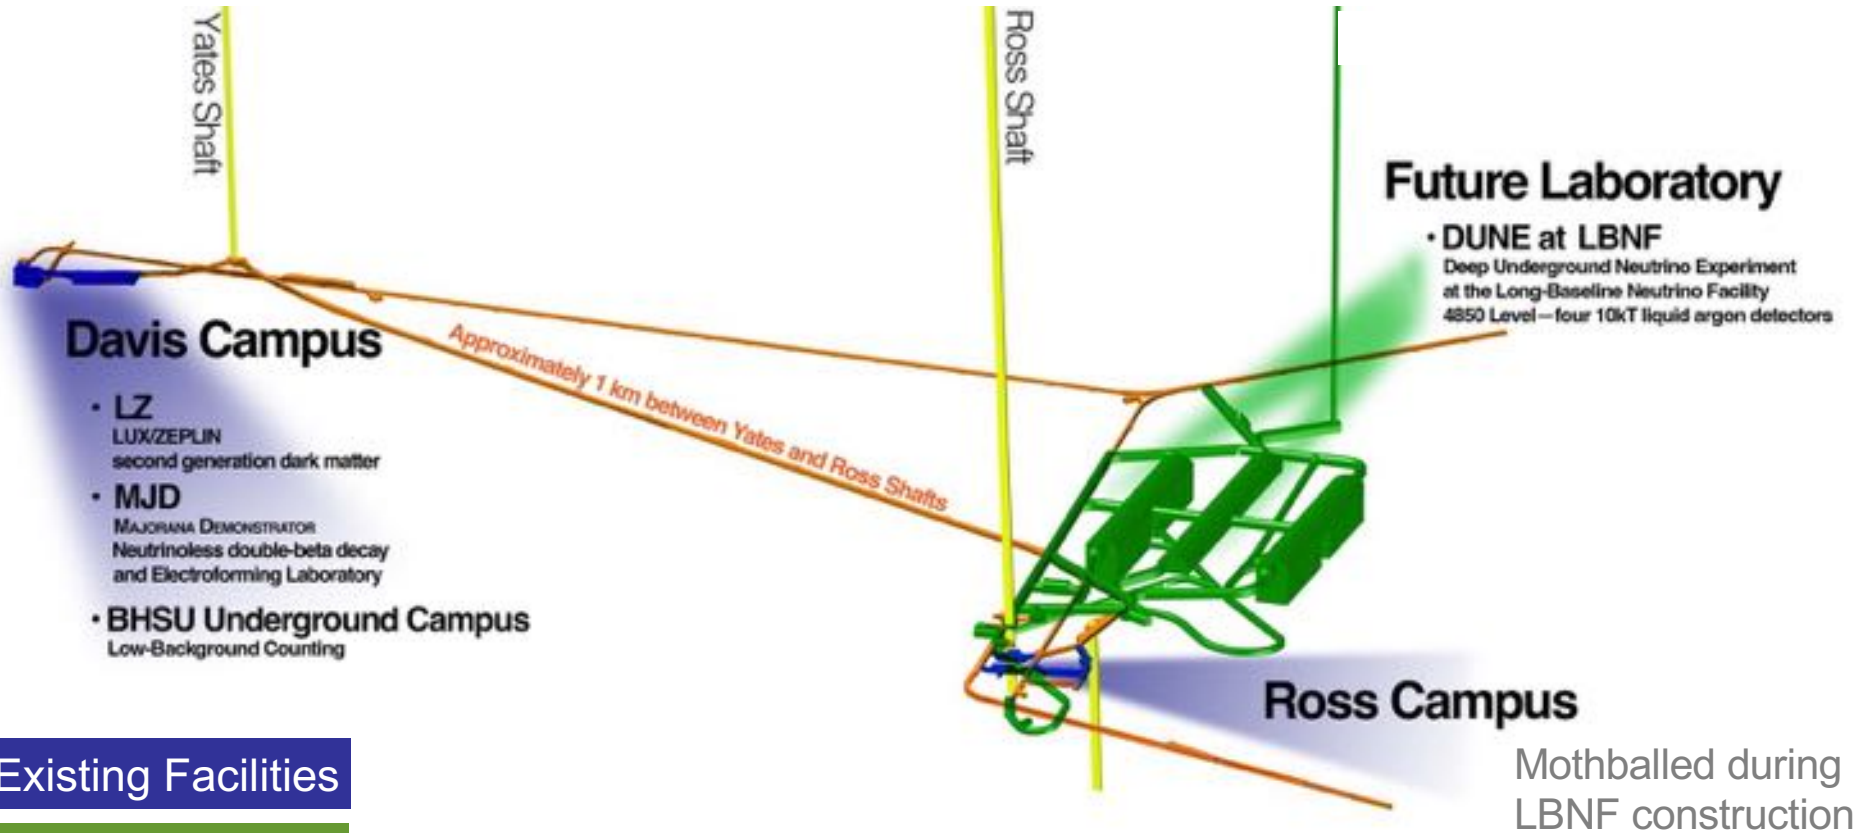 Yates Shaft
Ross Shaft
Future Laboratory
• DUNE at LBNF
Deep Underground Neutrino Experiment
at the Long-Baseline Neutrino Facility
4850 Level—four 10kT liquid argon detectors
Approximately 1 km between Yates and Ross Shafts
Davis Campus
• LZ
LUX/ZEPLIN
second generation dark matter
• MJD
MAJORANA DEMONSTRATOR
Neutrinoless double-beta decay
and Electroforming Laboratory
• BHSU Underground Campus
Low-Background Counting
Ross Campus
Mothballed during
LBNF construction
Existing Facilities